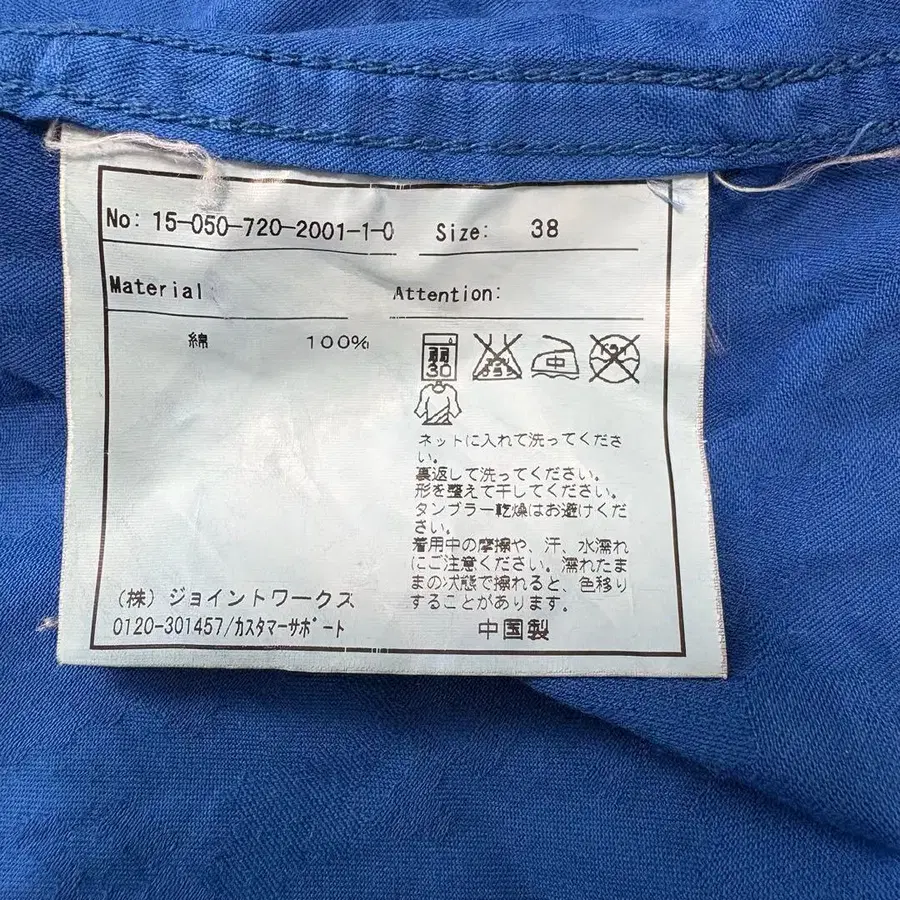 No: 15-050-720-2001-1-0 Size: 38
Material: Attention:
綿 100%
弱
30
中
ネットに入れて洗ってくださ
い。
裏返して洗ってください。
形を整えて干してください。
タンブラー乾燥はお避けくだ
さい。
着用中の摩擦や、汗、水濡れ
にご注意ください。濡れたま
まの状態で擦れると、色移り
することがあります。
(株) ジョイントワークス
0120-301457/カスタマーサポート
中国製